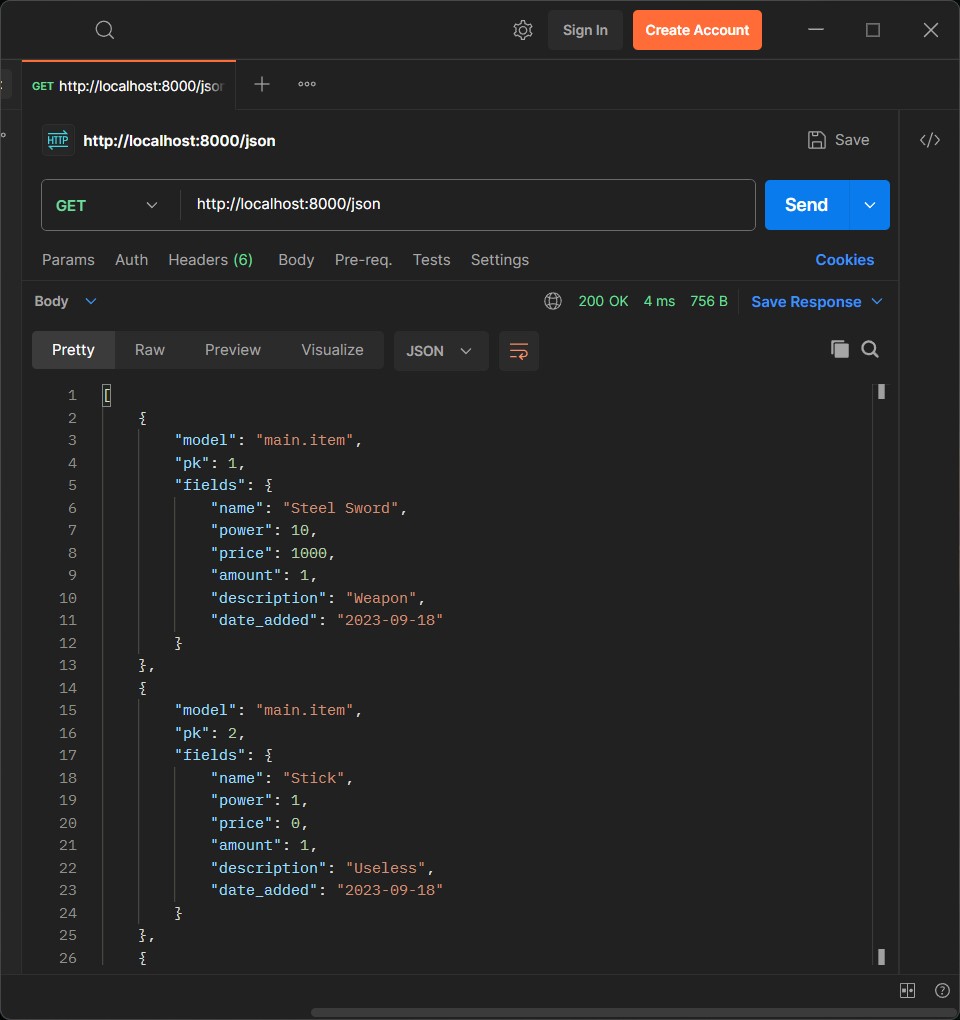 Sign In
Create Account
GET http://localhost:8000/jsor
HTTP http://localhost:8000/json
Save
</>
GET http://localhost:8000/json
Send
Params Auth Headers (6) Body Pre-req. Tests Settings Cookies
Body 200 OK 4 ms 756 B Save Response
Pretty Raw Preview Visualize JSON
1 [
2 {
3 "model": "main.item",
4 "pk": 1,
5 "fields": {
6 "name": "Steel Sword",
7 "power": 10,
8 "price": 1000,
9 "amount": 1,
10 "description": "Weapon",
11 "date_added": "2023-09-18"
12 }
13 },
14 {
15 "model": "main.item",
16 "pk": 2,
17 "fields": {
18 "name": "Stick",
19 "power": 1,
20 "price": 0,
21 "amount": 1,
22 "description": "Useless",
23 "date_added": "2023-09-18"
24 }
25 },
26 {